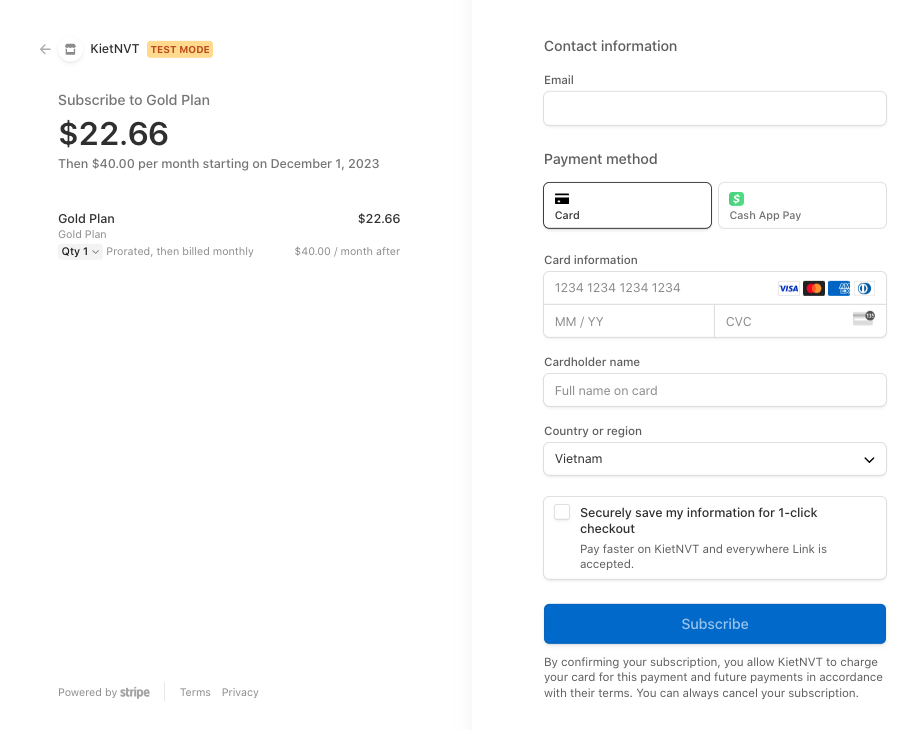 KietNVT TEST MODE
Subscribe to Gold Plan
$22.66
Then $40.00 per month starting on December 1, 2023
Gold Plan $22.66
Gold Plan
Qty 1 Prorated, then billed monthly $40.00 / month after
Powered by stripe Terms Privacy
Contact information
Email
Payment method
Card
$ Cash App Pay
Card information
1234 1234 1234 1234 VISA
MM / YY CVC
Cardholder name
Full name on card
Country or region
Vietnam
Securely save my information for 1-click
checkout
Pay faster on KietNVT and everywhere Link is
accepted.
Subscribe
By confirming your subscription, you allow KietNVT to charge
your card for this payment and future payments in accordance
with their terms. You can always cancel your subscription.